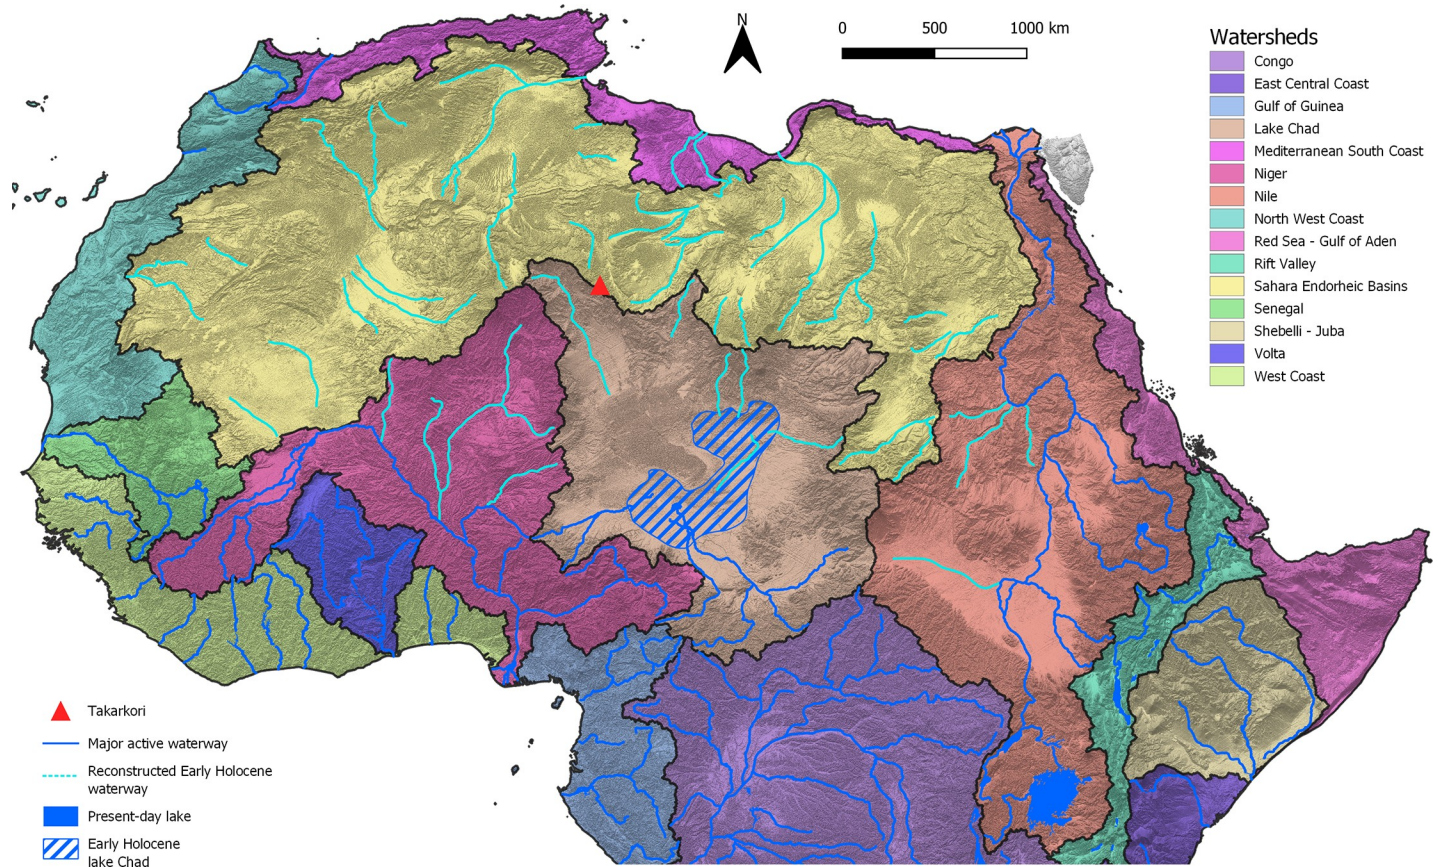 N
0 500 1000 km
Watersheds
Congo
East Central Coast
Gulf of Guinea
Lake Chad
Mediterranean South Coast
Niger
Nile
North West Coast
Red Sea - Gulf of Aden
Rift Valley
Sahara Endorheic Basins
Senegal
Shebelli - Juba
Volta
West Coast
Takarkori
Major active waterway
Reconstructed Early Holocene
waterway
Present-day lake
Early Holocene
lake Chad